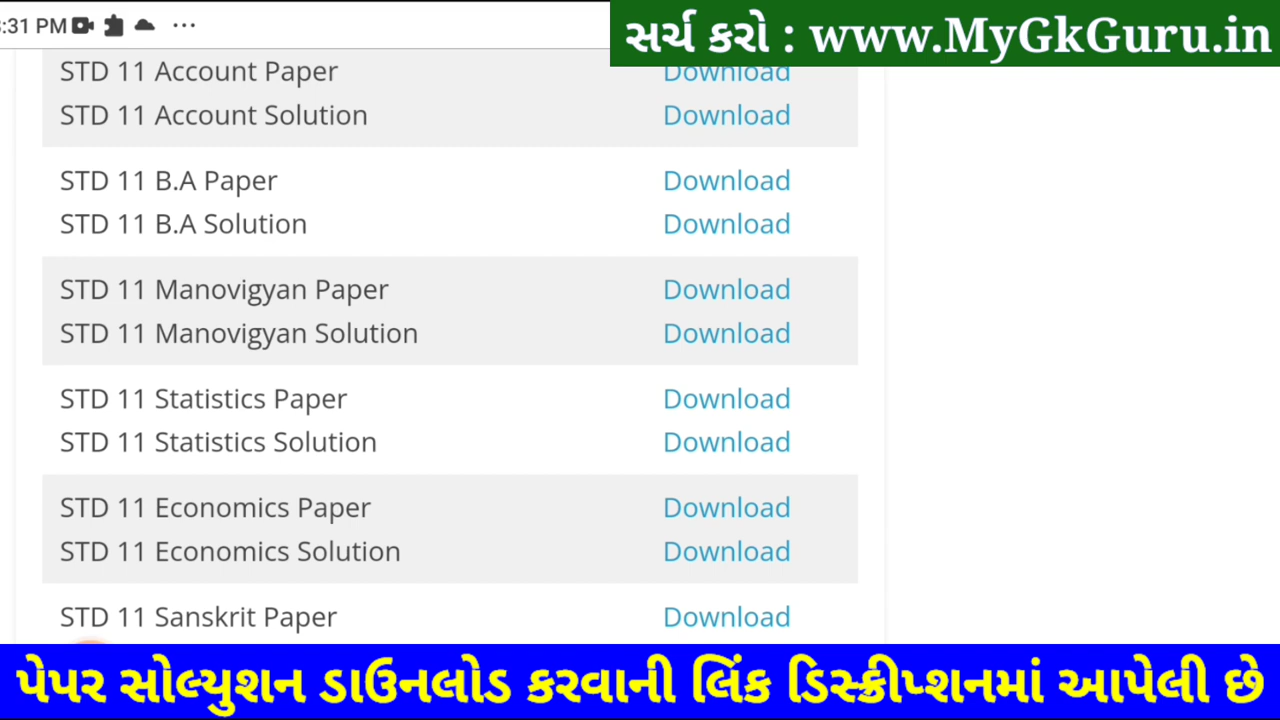 :31 PM
સર્ચ કરો : www.MyGkGuru.in
STD 11 Account Paper Download
STD 11 Account Solution Download
STD 11 B.A Paper Download
STD 11 B.A Solution Download
STD 11 Manovigyan Paper Download
STD 11 Manovigyan Solution Download
STD 11 Statistics Paper Download
STD 11 Statistics Solution Download
STD 11 Economics Paper Download
STD 11 Economics Solution Download
STD 11 Sanskrit Paper Download
પેપર સોલ્યુશન ડાઉનલોડ કરવાની લિંક ડિસ્ક્રીપ્શનમાં આપેલી છે